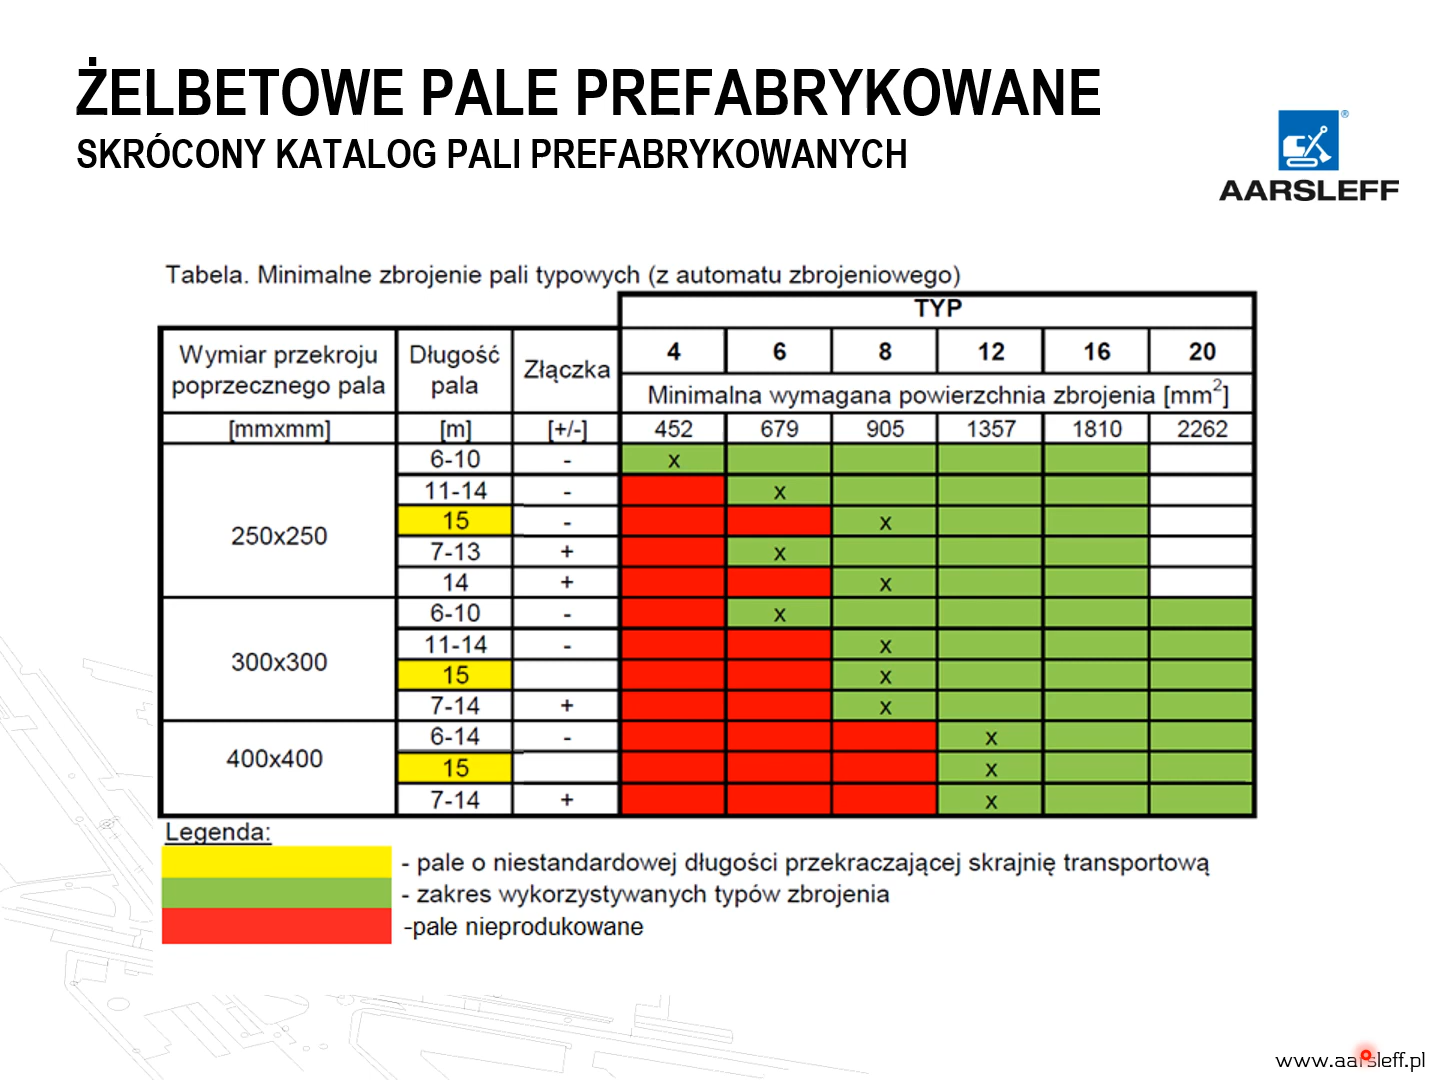 ŻELBETOWE PALE PREFABRYKOWANE
SKRÓCONY KATALOG PALI PREFABRYKOWANYCH
®
AARSLEFF
Tabela. Minimalne zbrojenie pali typowych (z automatu zbrojeniowego)
TYP
Wymiar przekroju poprzecznego pala Długość pala Złączka 4 6 8 12 16 20
Minimalna wymagana powierzchnia zbrojenia [mm2]
[mmxmm] [m] [+/-] 452 679 905 1357 1810 2262
250x250
6-10 - x
11-14 - x
15 - x
7-13 + x
14 + x
300x300
6-10 - x
11-14 - x
15 x
7-14 + x
400x400
6-14 - x
15 x
7-14 + x
Legenda:
- pale o niestandardowej długości przekraczającej skrajnię transportową
- zakres wykorzystywanych typów zbrojenia
-pale nieprodukowane
www.aarsleff.pl